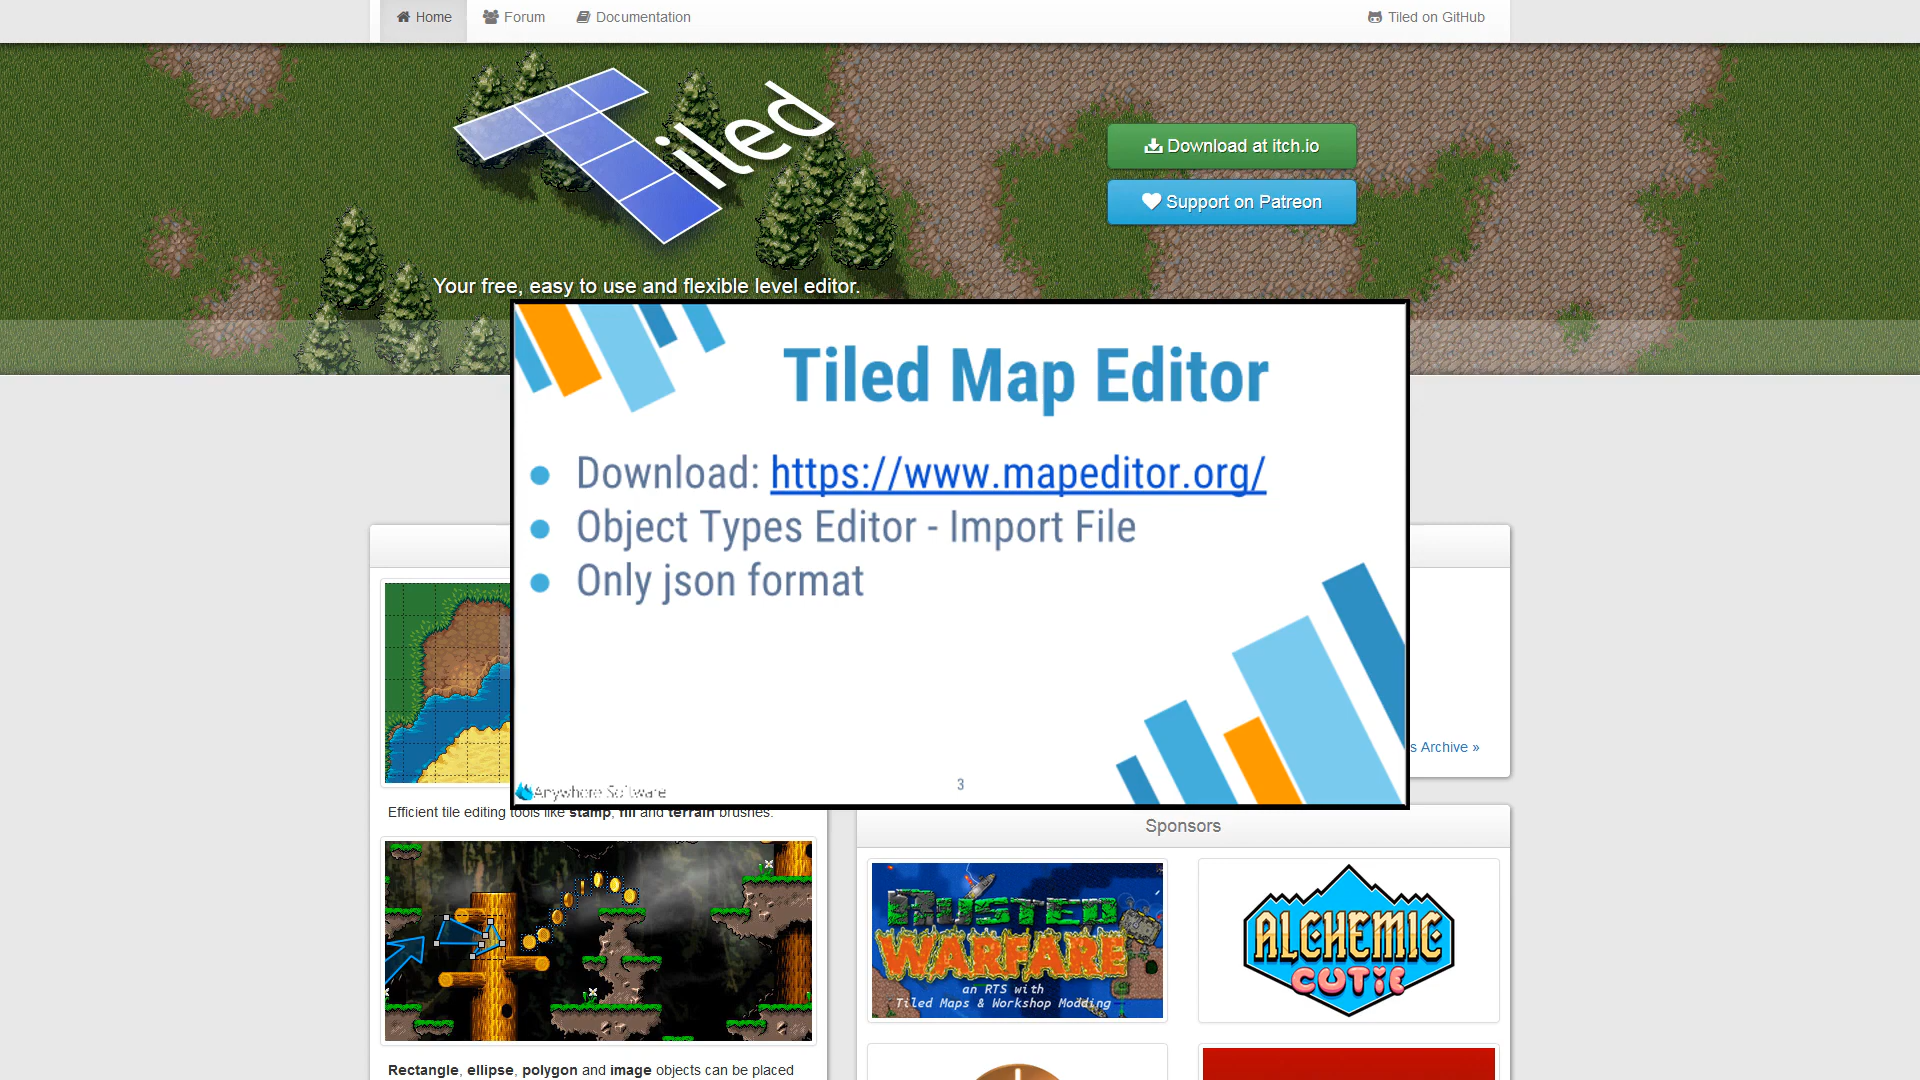 Home
Forum
Documentation
Tiled on GitHub
Tiled
Download at itch.io
Support on Patreon
Your free, easy to use and flexible level editor.
Tiled Map Editor
Download: https://www.mapeditor.org/
Object Types Editor - Import File
Only json format
3
Anywhere Software
s Archive »
Efficient tile editing tools like stamp, fill and terrain brushes.
Sponsors
RUSTED
WARFARE
an RTS with
Tiled Maps & Workshop Modding
ALCHEMIC
CUTIE
Rectangle, ellipse, polygon and image objects can be placed